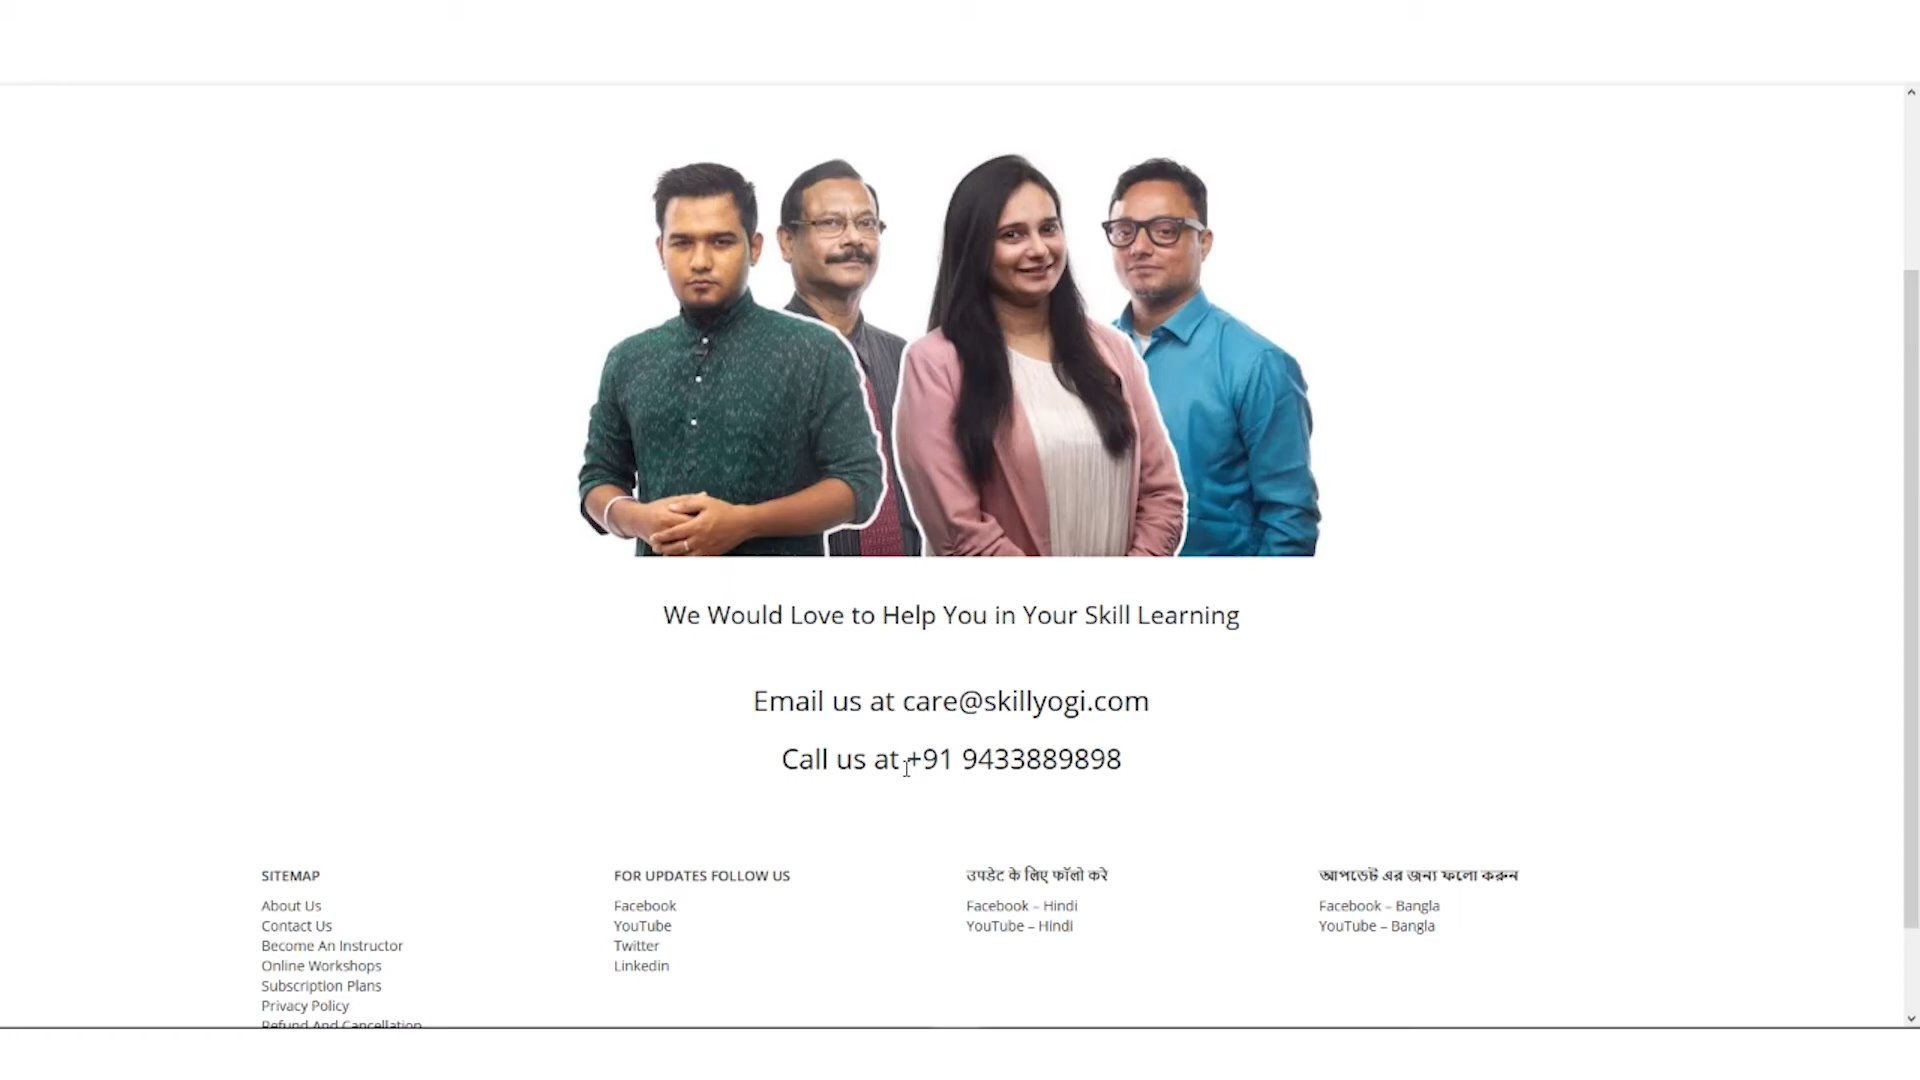 We Would Love to Help You in Your Skill Learning
Email us at care@skillyogi.com
Call us at +91 9433889898
SITEMAP
About Us
Contact Us
Become An Instructor
Online Workshops
Subscription Plans
Privacy Policy
Refund And Cancellation
FOR UPDATES FOLLOW US
Facebook
YouTube
Twitter
Linkedin
उपडेट के लिए फॉलो करे
Facebook – Hindi
YouTube – Hindi
আপডেট এর জন্য ফলো করুন
Facebook – Bangla
YouTube – Bangla